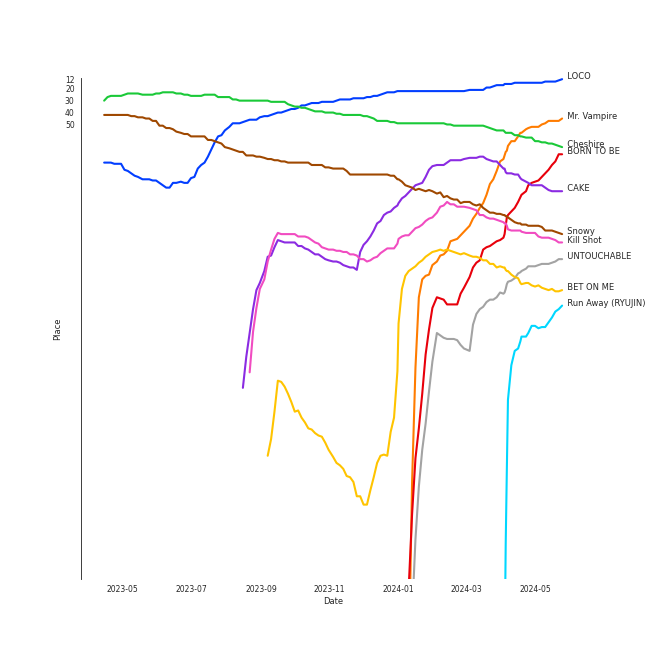 12
20
30
40
50
LOCO
Mr. Vampire
Cheshire
BORN TO BE
CAKE
Snowy
Kill Shot
UNTOUCHABLE
BET ON ME
Run Away (RYUJIN)
Place
2023-05 2023-07 2023-09 2023-11 2024-01 2024-03 2024-05
Date